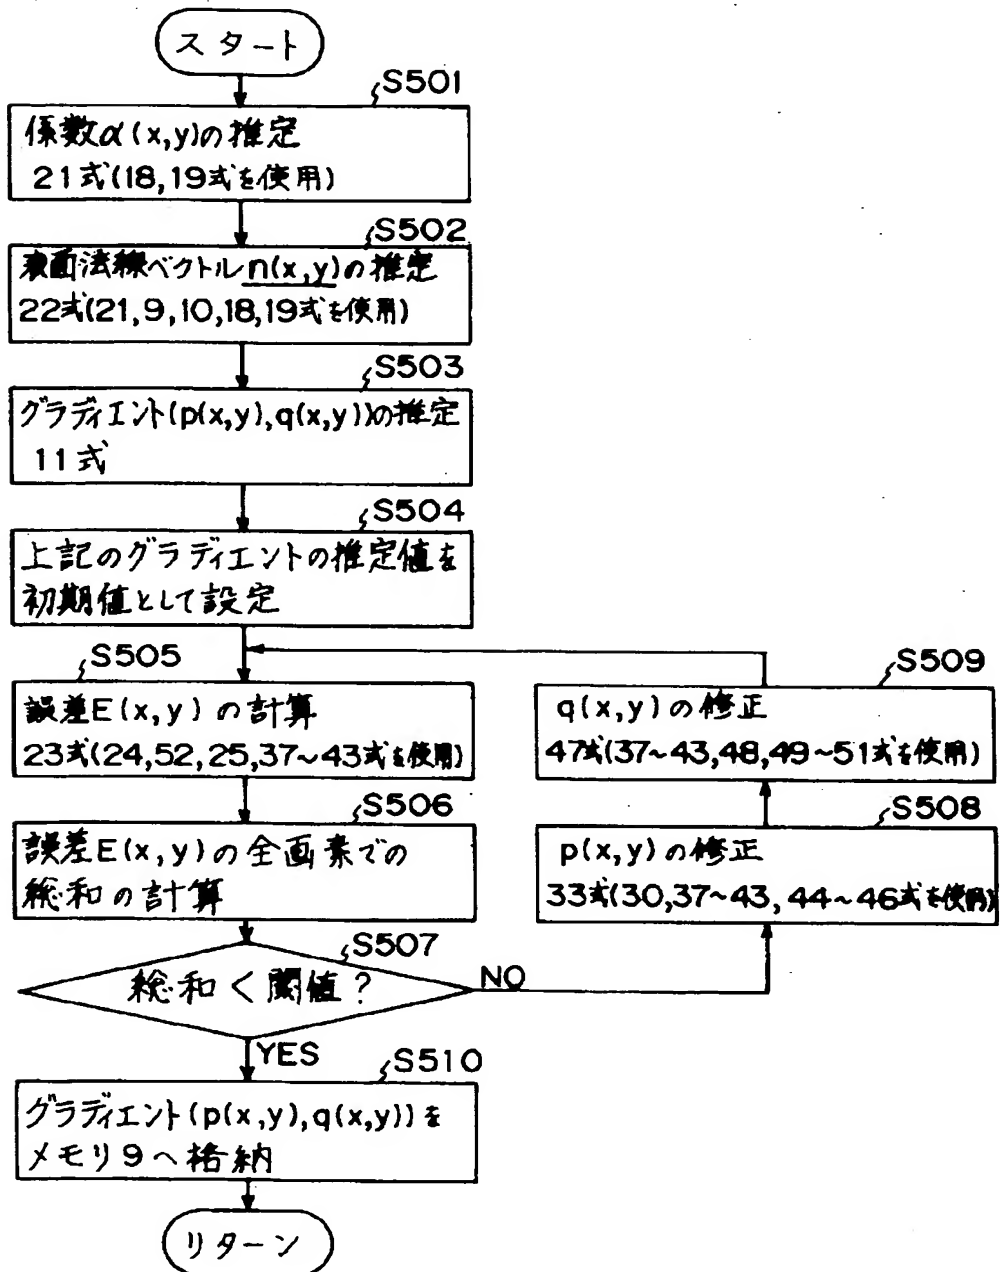 スタート
S501
係数α(x,y)の推定
21式(18,19式を使用)
S502
表面法線ベクトルn(x,y)の推定
22式(21,9,10,18,19式を使用)
S503
グラディエント(p(x,y),q(x,y))の推定
11式
S504
上記のグラディエントの推定値を
初期値として設定
S505
誤差E(x,y)の計算
23式(24,52,25,37~43式を使用)
S506
誤差E(x,y)の全画素での
総和の計算
S507
総和<閾値?
NO
YES
S508
p(x,y)の修正
33式(30,37~43,44~46式を使用)
S509
q(x,y)の修正
47式(37~43,48,49~51式を使用)
S510
グラディエント(p(x,y),q(x,y))を
メモリ9へ格納
リターン